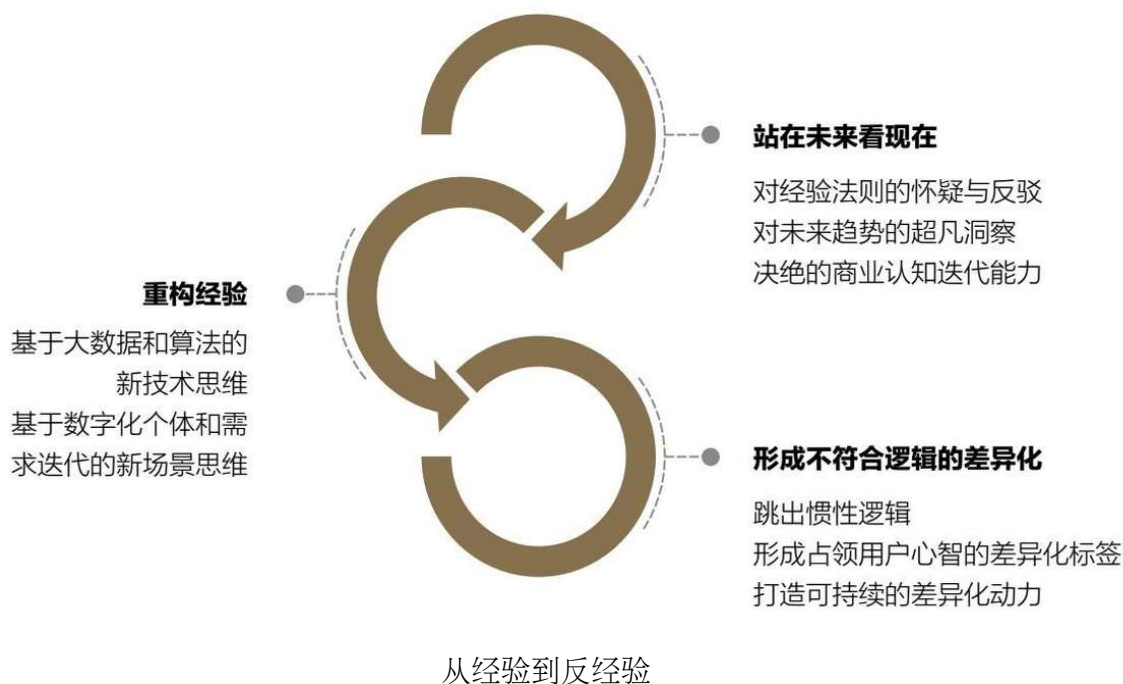 站在未来看现在
对经验法则的怀疑与反驳
对未来趋势的超凡洞察
决绝的商业认知迭代能力
重构经验
基于大数据和算法的
新技术思维
基于数字化个体和需
求迭代的新场景思维
形成不符合逻辑的差异化
跳出惯性逻辑
形成占领用户心智的差异化标签
打造可持续的差异化动力
从经验到反经验